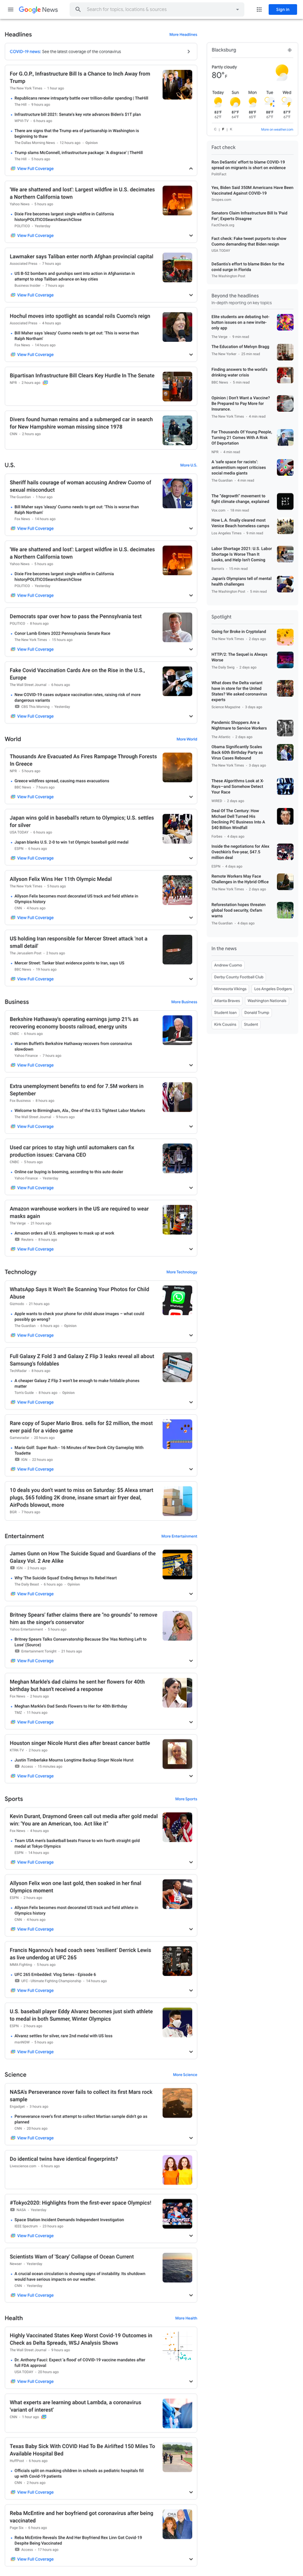 Google News
Search for topics, locations & sources
Sign in
Headlines
More Headlines
COVID-19 news: See the latest coverage of the coronavirus
For G.O.P., Infrastructure Bill Is a Chance to Inch Away from
Trump
The New York Times · 1 hour ago
Republicans renew intraparty battle over trillion-dollar spending | TheHill
The Hill · 8 hours ago
Infrastructure bill 2021: Senate's key vote advances Biden's $1T plan
There are signs that the Era of partisanship in Washington is
beginning to thaw
The Dallas Morning News · 12 hours ago · Opinion
Trump slams McConnell, infrastructure package: 'A disgrace' | TheHill
The Hill · 5 hours ago
View Full Coverage
'We are shattered and lost': Largest wildfire in U.S. decimates
a Northern California town
Yahoo News · 5 hours ago
Dixie Fire becomes largest single wildfire in California
historyPOLITICOSearchSearchClose
POLITICO · Yesterday
View Full Coverage
Lawmaker says Taliban enter north Afghan provincial capital
Associated Press · 7 hours ago
US B-52 bombers and gunships sent into action in Afghanistan in
attempt to stop Taliban advance on key cities
Business Insider · 7 hours ago
View Full Coverage
Hochul moves into spotlight as scandal roils Cuomo's reign
Associated Press · 4 hours ago
Bill Maher says 'sleazy' Cuomo needs to get out: 'This is worse than
Ralph Northam'
Fox News · 14 hours ago
View Full Coverage
Bipartisan Infrastructure Bill Clears Key Hurdle In The Senate
NPR · 2 hours ago
Divers found human remains and a submerged car in search
for New Hampshire woman missing since 1978
CNN · 2 hours ago
U.S.
More U.S.
Sheriff hails courage of woman accusing Andrew Cuomo of
sexual misconduct
The Guardian · 1 hour ago
Bill Maher says 'sleazy' Cuomo needs to get out: 'This is worse than
Ralph Northam'
Fox News · 14 hours ago
View Full Coverage
'We are shattered and lost': Largest wildfire in U.S. decimates
a Northern California town
Yahoo News · 5 hours ago
Dixie Fire becomes largest single wildfire in California
historyPOLITICOSearchSearchClose
POLITICO · Yesterday
View Full Coverage
Democrats spar over how to pass the Pennsylvania test
POLITICO · 9 hours ago
Conor Lamb Enters 2022 Pennsylvania Senate Race
The New York Times · 10 hours ago
View Full Coverage
Fake Covid Vaccination Cards Are on the Rise in the U.S.,
Europe
The Wall Street Journal · 6 hours ago
New COVID-19 cases outpace vaccination rates, raising risk of more
dangerous variants
CBS This Morning · Yesterday
View Full Coverage
World
More World
Thousands Are Evacuated As Fires Rampage Through Forests
In Greece
NPR · 5 hours ago
Greece wildfires spread, causing mass evacuations
BBC News · 7 hours ago
View Full Coverage
Japan wins gold in baseball's return to Olympics; U.S. settles
for silver
USA TODAY · 6 hours ago
Japan blanks U.S. 2-0 to win 1st Olympic baseball gold medal
ESPN · 6 hours ago
View Full Coverage
Allyson Felix Wins Her 11th Olympic Medal
The New York Times · 5 hours ago
Allyson Felix becomes most decorated US track and field athlete in
Olympics history
CNN · 4 hours ago
View Full Coverage
US holding Iran responsible for Mercer Street attack 'not a
small detail'
The Jerusalem Post · 2 hours ago
Mercer Street: Tanker blast evidence points to Iran, says US
BBC News · 10 hours ago
View Full Coverage
Business
More Business
Berkshire Hathaway's operating earnings jump 21% as
recovering economy boosts railroad, energy units
CNBC · 4 hours ago
Warren Buffett's Berkshire Hathaway recovers from coronavirus
slowdown
Yahoo Finance · 7 hours ago
View Full Coverage
Extra unemployment benefits to end for 7.5M workers in
September
Fox Business · 8 hours ago
Welcome to Birmingham, Ala., One of the U.S.'s Tightest Labor Markets
The Wall Street Journal · 9 hours ago
View Full Coverage
Used car prices to stay high until automakers can fix
production issues: Carvana CEO
CNBC · 9 hours ago
Online car buying is booming, according to this auto dealer
Yahoo Finance · Yesterday
View Full Coverage
Amazon warehouse workers in the US are required to wear
masks again
The Verge · 21 hours ago
Amazon orders all U.S. employees to mask up at work
Reuters · 8 hours ago
View Full Coverage
Technology
More Technology
WhatsApp Says It Won't Be Scanning Your Photos for Child
Abuse
Gizmodo · 21 hours ago
Apple wants to check your phone for child abuse images – what could
possibly go wrong?
The Guardian · 6 hours ago · Opinion
View Full Coverage
Full Galaxy Z Fold 3 and Galaxy Z Flip 3 leaks reveal all about
Samsung's foldables
TechRadar · 4 hours ago
A cheaper Galaxy Z Flip 3 won't be enough to make foldable phones
matter
Tom's Guide · 8 hours ago · Opinion
View Full Coverage
Rare copy of Super Mario Bros. sells for $2 million, the most
ever paid for a video game
Gamasutra · 20 hours ago
Mario Golf: Super Rush - 16 Minutes of New Donk City Gameplay With
Toadette
IGN · 22 hours ago
View Full Coverage
10 deals you don't want to miss on Saturday: $5 Alexa smart
plugs, $65 folding 2K drone, insane smart air fryer deal,
AirPods blowout, more
BGR · 7 hours ago
Entertainment
More Entertainment
James Gunn on How The Suicide Squad and Guardians of the
Galaxy Vol. 2 Are Alike
IGN · 2 hours ago
Why 'The Suicide Squad' Ending Betrays its Rebel Heart
The Daily Beast · 5 hours ago · Opinion
View Full Coverage
Britney Spears' father claims there are "no grounds" to remove
him as the singer's conservator
Yahoo Entertainment · 5 hours ago
Britney Spears Talks Conservatorship Because She 'Has Nothing Left to
Lose' (Source)
Entertainment Tonight · 21 hours ago
View Full Coverage
Meghan Markle's dad claims he sent her flowers for 40th
birthday but hasn't received a response
Fox News · 2 hours ago
Meghan Markle's Dad Sends Flowers to Her for 40th Birthday
TMZ · 11 hours ago
View Full Coverage
Houston singer Nicole Hurst dies after breast cancer battle
KTRK-TV · 2 hours ago
Justin Timberlake Mourns Longtime Backup Singer Nicole Hurst
Access · 15 minutes ago
View Full Coverage
Sports
More Sports
Kevin Durant, Draymond Green call out media after gold medal
win: 'You are an American, too. Act like it"
Fox News · 6 hours ago
Team USA men's basketball beats France to win fourth straight gold
medal at Tokyo Olympics
ESPN · 14 hours ago
View Full Coverage
Allyson Felix won one last gold, then soaked in her final
Olympics moment
ESPN · 2 hours ago
Allyson Felix becomes most decorated US track and field athlete in
Olympics history
CNN · 4 hours ago
View Full Coverage
Francis Ngannou's head coach sees 'resilient' Derrick Lewis
as live underdog at UFC 265
MMA Fighting · 3 hours ago
UFC 265 Embedded: Vlog Series - Episode 6
UFC - Ultimate Fighting Championship · 14 hours ago
View Full Coverage
U.S. baseball player Eddy Alvarez becomes just sixth athlete
to medal in both Summer, Winter Olympics
ESPN · 2 hours ago
Alvarez settles for silver, rare 2nd medal with US loss
View Full Coverage
Science
More Science
NASA's Perseverance rover fails to collect its first Mars rock
sample
Engadget · 3 hours ago
Perseverance rover's first attempt to collect Martian sample didn't go as
planned
CNN · 20 hours ago
View Full Coverage
Do identical twins have identical fingerprints?
Livescience.com · 6 hours ago
View Full Coverage
#Tokyo2020: Highlights from the first-ever space Olympics!
NASA · Yesterday
Space Station Incident Demands Independent Investigation
IEEE Spectrum · 23 hours ago
View Full Coverage
Scientists Warn of 'Scary' Collapse of Ocean Current
Newser · Yesterday
A crucial ocean circulation is showing signs of instability. Its shutdown
would have serious impacts on our weather.
CNN · Yesterday
View Full Coverage
Health
More Health
Highly Vaccinated States Keep Worst Covid-19 Outcomes in
Check as Delta Spreads, WSJ Analysis Shows
The Wall Street Journal · 9 hours ago
Dr. Anthony Fauci: Expect 'a flood' of COVID-19 vaccine mandates after
full FDA approval
USA TODAY · 20 hours ago
View Full Coverage
What experts are learning about Lambda, a coronavirus
'variant of interest'
CNN · 1 hour ago
Texas Baby Sick With COVID Had To Be Airlifted 150 Miles To
Available Hospital Bed
HuffPost · 5 hours ago
Officials split on masking children in schools as pediatric hospitals fill
up with Covid-19 patients
CNN · 2 hours ago
View Full Coverage
Reba McEntire and her boyfriend got coronavirus after being
vaccinated
Page Six · 6 hours ago
Reba McEntire Reveals She And Her Boyfriend Rex Linn Got Covid-19
Despite Being Vaccinated
Access · 17 hours ago
View Full Coverage
Blacksburg
Partly cloudy
80°F
Today Sun Mon Tue Wed
More on weather.com
Fact check
Ron DeSantis' effort to blame COVID-19
spread on migrants is short on evidence
PolitiFact
Yes, Biden Said 350M Americans Have Been
Vaccinated Against COVID-19
Snopes.com
Senators Claim Infrastructure Bill Is 'Paid
For'; Experts Disagree
FactCheck.org
Fact check: Fake tweet purports to show
Cuomo demanding that Biden resign
USA TODAY
DeSantis's effort to blame Biden for the
covid surge in Florida
The Washington Post
Beyond the headlines
In-depth reporting on key topics
Elite students are debating hot-
button issues on a new invite-
only app
The Verge · 9 min read
The Education of Melvyn Bragg
The New Yorker · 20 min read
Finding answers to the world's
drinking water crisis
BBC News · 5 min read
Opinion | Don't Want a Vaccine?
Be Prepared to Pay More for
Insurance.
The New York Times · 4 min read
For Thousands Of Young People,
Turning 21 Comes With A Risk
Of Deportation
NPR · 4 min read
A 'safe space for racists':
antisemitism report criticises
social media giants
The Guardian · 4 min read
The "degrowth" movement to
fight climate change, explained
Vox.com · 16 min read
How L.A. finally cleared most
Venice Beach homeless camps
Los Angeles Times · 5 min read
Labor Shortage 2021: U.S. Labor
Shortage Is Worse Than It
Looks, and Help Isn't Coming
Barron's · 15 min read
Japan's Olympians tell of mental
health challenges
The Washington Post · 5 min read
Spotlight
Going for Broke in Cryptoland
The New York Times · 2 days ago
HTTP/2: The Sequel is Always
Worse
The Daily Swig · 2 days ago
What does the Delta variant
have in store for the United
States? We asked coronavirus
experts
Science Magazine · 2 days ago
Pandemic Shoppers Are a
Nightmare to Service Workers
The Atlantic · 2 days ago
Obama Significantly Scales
Back 60th Birthday Party as
Virus Cases Rebound
The New York Times · 3 days ago
These Algorithms Look at X-
Rays—and Somehow Detect
Your Race
WIRED · 2 days ago
Deal Of The Century: How
Michael Dell Turned His
Declining PC Business Into A
$40 Billion Windfall
Forbes · 4 days ago
Inside the negotiations for Alex
Ovechkin's five-year, $47.5
million deal
ESPN · 4 days ago
Remote Workers May Face
Challenges in the Hybrid Office
The New York Times · 2 days ago
Reforestation hopes threaten
global food security, Oxfam
warns
The Guardian · 4 days ago
In the news
Andrew Cuomo
Derby County Football Club
Minnesota Vikings
Los Angeles Dodgers
Atlanta Braves
Washington Nationals
Student loan
Donald Trump
Kirk Cousins
Student